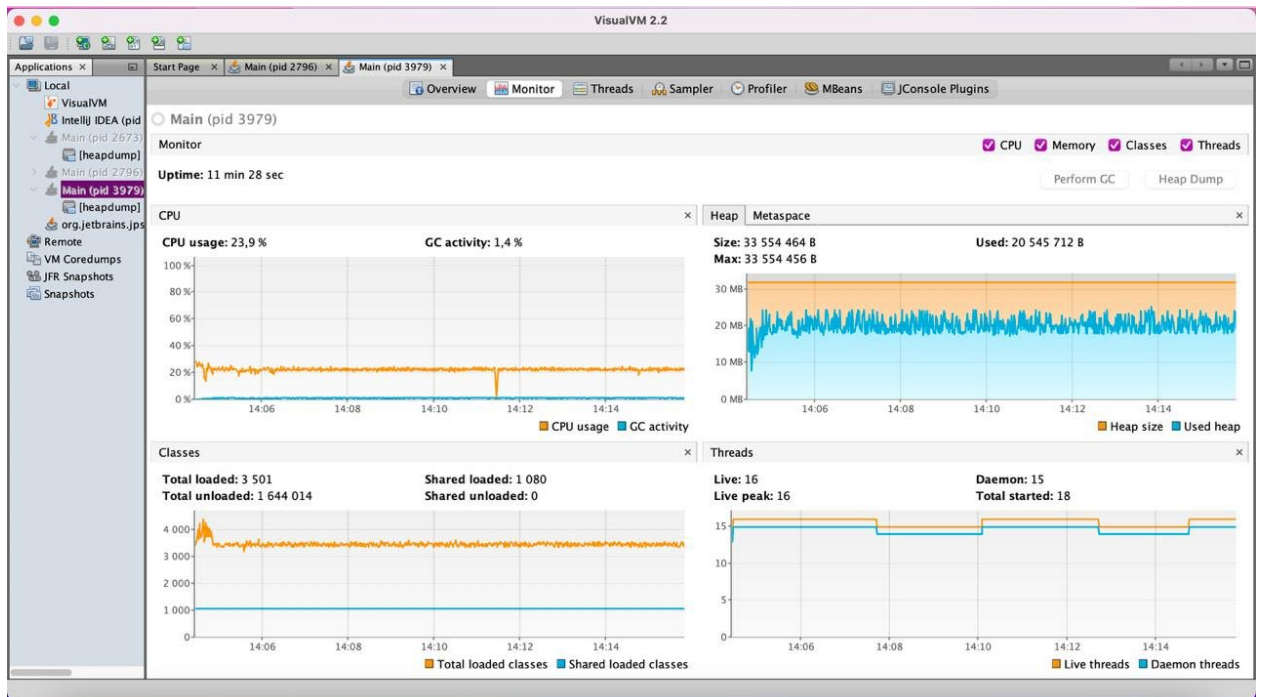 VisualVM 2.2
Applications ×
Start Page × Main (pid 2796) × Main (pid 3979) ×
Local
VisualVM
IntelliJ IDEA (pid
Main (pid 2673)
[heapdump]
Main (pid 2796)
Main (pid 3979)
[heapdump]
org.jetbrains.jps
Remote
VM Coredumps
JFR Snapshots
Snapshots
Overview Monitor Threads Sampler Profiler MBeans JConsole Plugins
Main (pid 3979)
Monitor
CPU Memory Classes Threads
Uptime: 11 min 28 sec
Perform GC Heap Dump
CPU ×
CPU usage: 23,9 % GC activity: 1,4 %
100 %
80 %
60 %
40 %
20 %
0 %
14:06 14:08 14:10 14:12 14:14
CPU usage GC activity
Heap Metaspace ×
Size: 33 554 464 B Used: 20 545 712 B
Max: 33 554 456 B
30 MB
20 MB
10 MB
0 MB
14:06 14:08 14:10 14:12 14:14
Heap size Used heap
Classes ×
Total loaded: 3 501 Shared loaded: 1 080
Total unloaded: 1 644 014 Shared unloaded: 0
4 000
3 000
2 000
1 000
0
14:06 14:08 14:10 14:12 14:14
Total loaded classes Shared loaded classes
Threads ×
Live: 16 Daemon: 15
Live peak: 16 Total started: 18
15
10
5
0
14:06 14:08 14:10 14:12 14:14
Live threads Daemon threads